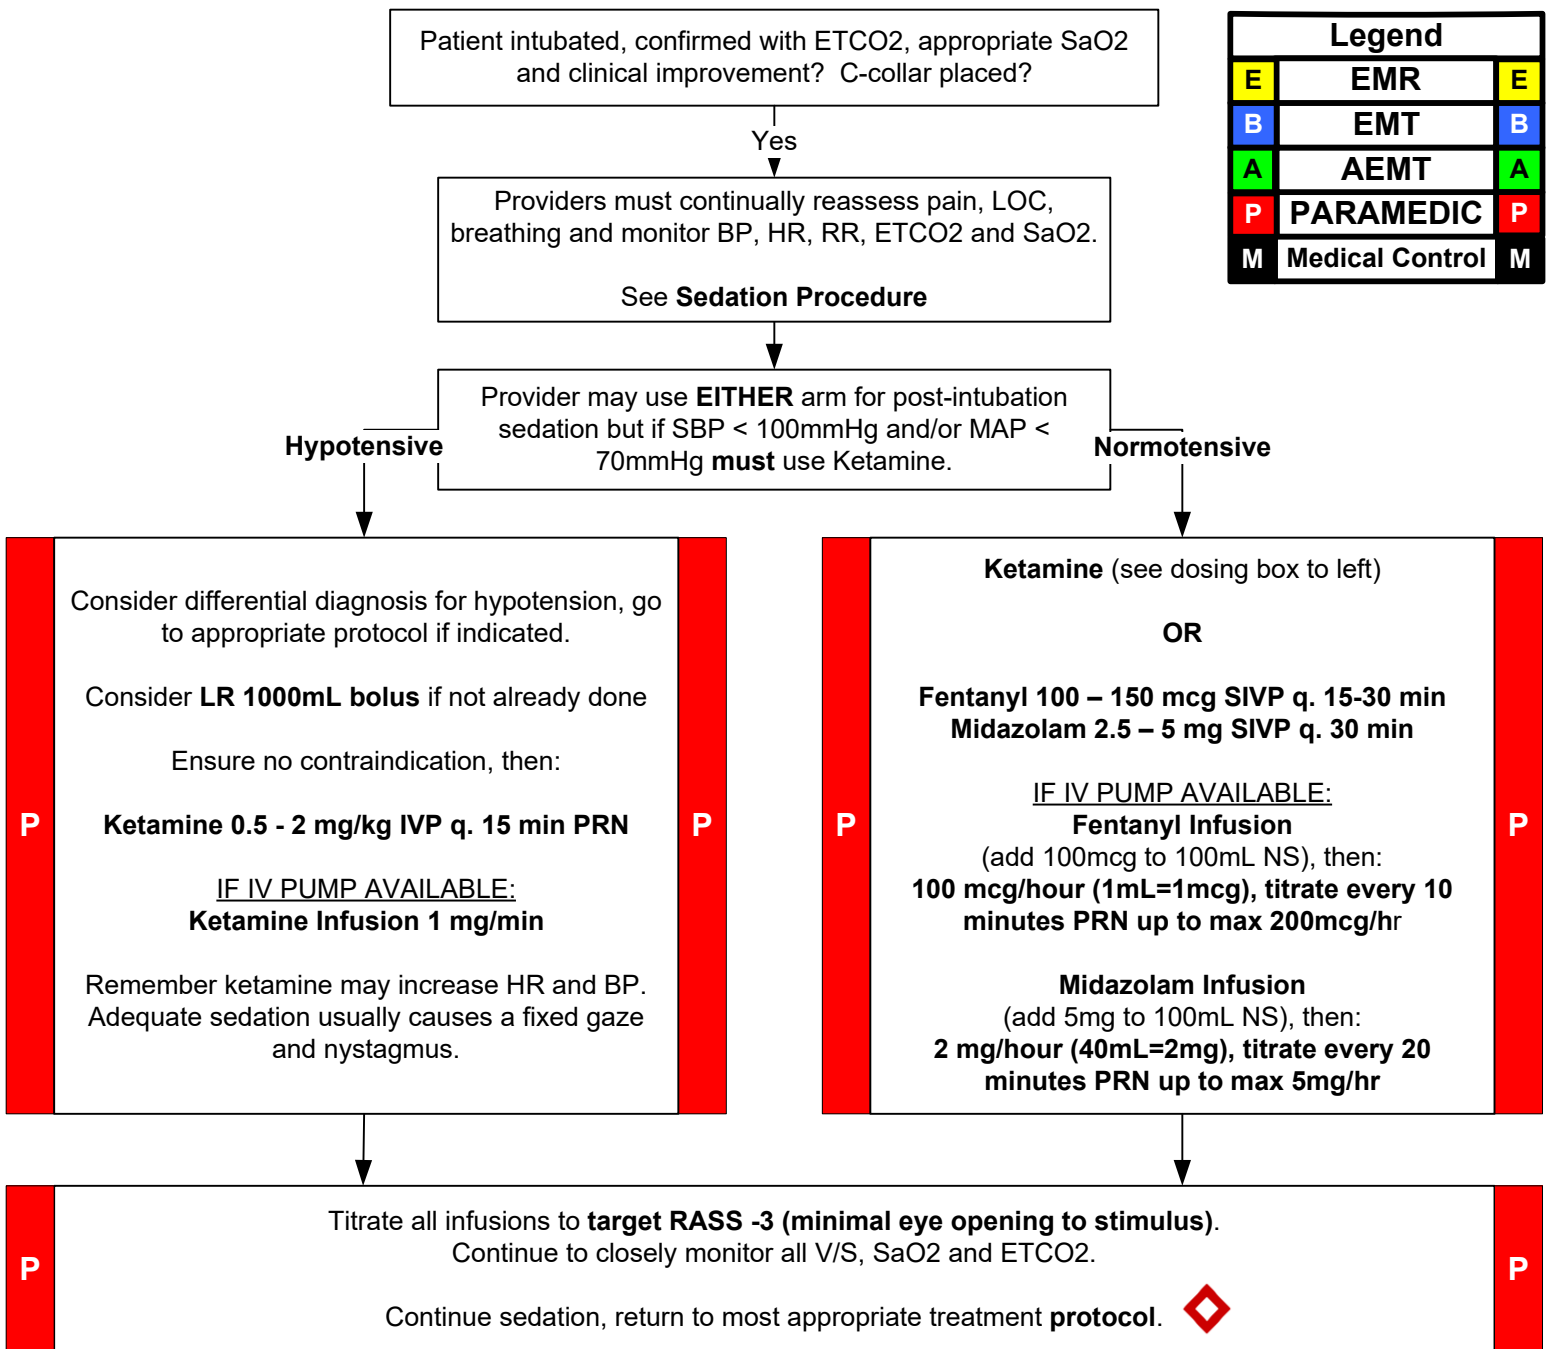 Patient intubated, confirmed with ETCO2, appropriate SaO2
and clinical improvement?  C-collar placed?
Legend
E EMR E
B EMT B
A AEMT A
P PARAMEDIC P
M Medical Control M
Yes
Providers must continually reassess pain, LOC,
breathing and monitor BP, HR, RR, ETCO2 and SaO2.
See Sedation Procedure
Provider may use EITHER arm for post-intubation
sedation but if SBP < 100mmHg and/or MAP <
70mmHg must use Ketamine.
Hypotensive
Normotensive
Consider differential diagnosis for hypotension, go
to appropriate protocol if indicated.
Consider LR 1000mL bolus if not already done
Ensure no contraindication, then:
P
Ketamine 0.5 - 2 mg/kg IVP q. 15 min PRN
P
IF IV PUMP AVAILABLE:
Ketamine Infusion 1 mg/min
Remember ketamine may increase HR and BP.
Adequate sedation usually causes a fixed gaze
and nystagmus.
Ketamine (see dosing box to left)
OR
Fentanyl 100 – 150 mcg SIVP q. 15-30 min
Midazolam 2.5 – 5 mg SIVP q. 30 min
IF IV PUMP AVAILABLE:
P
Fentanyl Infusion
P
(add 100mcg to 100mL NS), then:
100 mcg/hour (1mL=1mcg), titrate every 10
minutes PRN up to max 200mcg/hr
Midazolam Infusion
(add 5mg to 100mL NS), then:
2 mg/hour (40mL=2mg), titrate every 20
minutes PRN up to max 5mg/hr
Titrate all infusions to target RASS -3 (minimal eye opening to stimulus).
Continue to closely monitor all V/S, SaO2 and ETCO2.
P
P
Continue sedation, return to most appropriate treatment protocol.